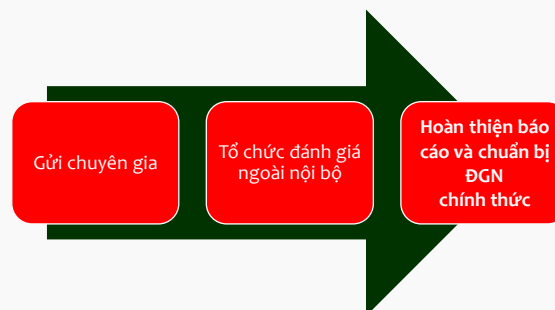 Gửi chuyên gia
Tổ chức đánh giá
ngoài nội bộ
Hoàn thiện báo
cáo và chuẩn bị
ĐGN
chính thức